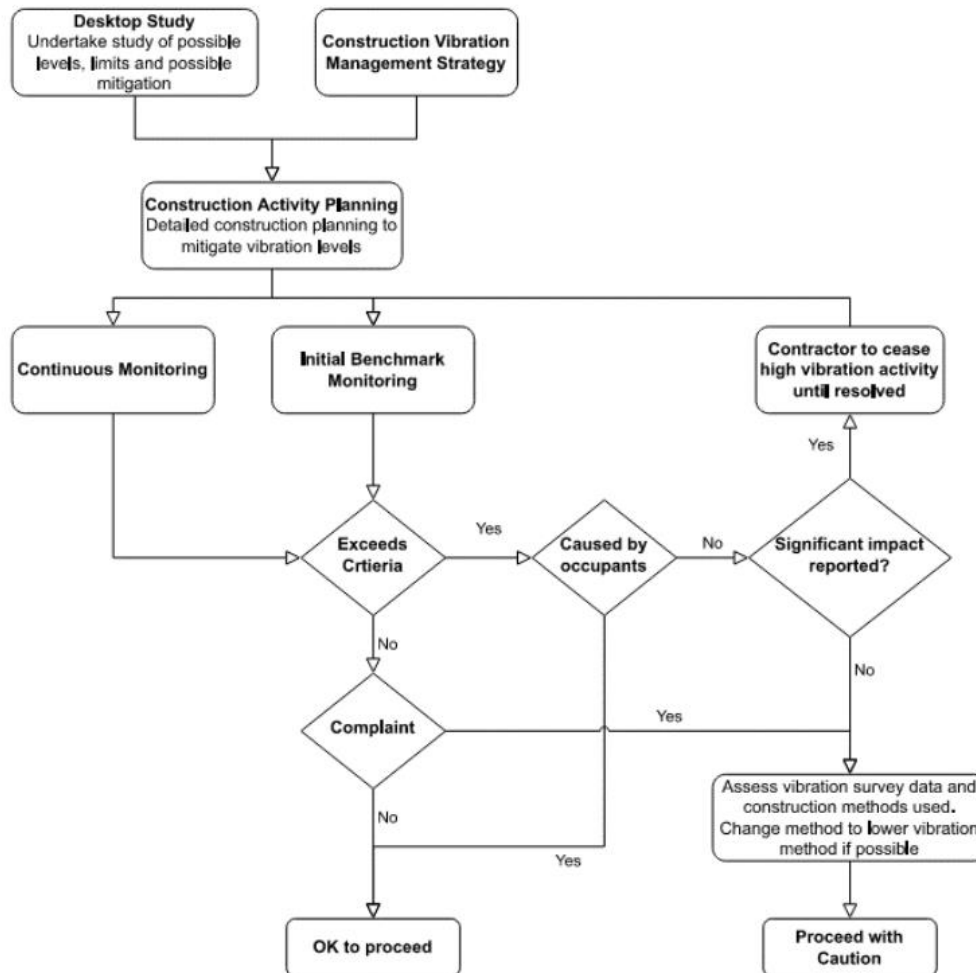 Desktop Study
Undertake study of possible
levels, limits and possible
mitigation
Construction Vibration
Management Strategy
Construction Activity Planning
Detailed construction planning to
mitigate vibration levels
Continuous Monitoring
Initial Benchmark
Monitoring
Contractor to cease
high vibration activity
until resolved
Yes
Exceeds
Crtieria
Yes
Caused by
occupants
No
Significant impact
reported?
No
No
Complaint
Yes
No
Yes
Assess vibration survey data and
construction methods used.
Change method to lower vibration
method if possible
OK to proceed
Proceed with
Caution